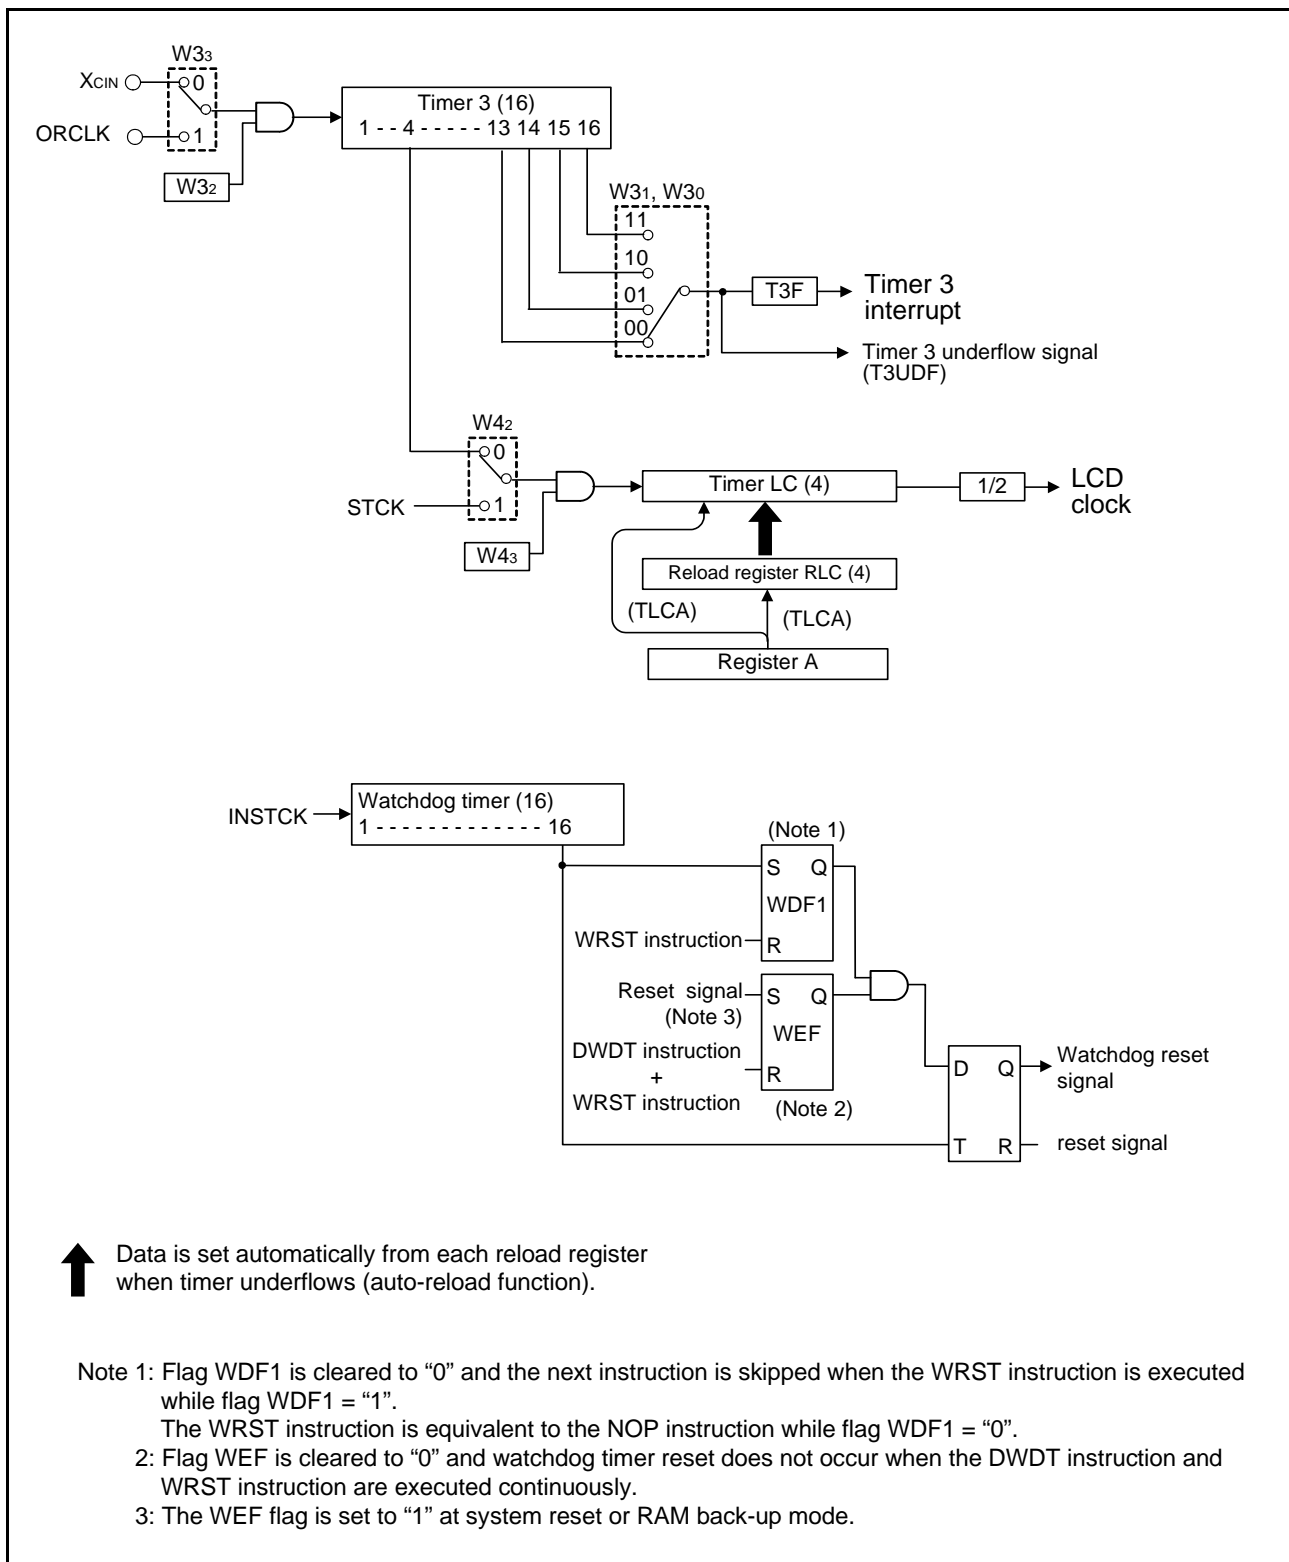 W33
XCIN
0
ORCLK
1
W32
Timer 3 (16)
1 - - 4 - - - - - 13 14 15 16
W31, W30
11
10
01
00
T3F
Timer 3
interrupt
Timer 3 underflow signal
(T3UDF)
W42
0
STCK
1
W43
Timer LC (4)
1/2
LCD
clock
Reload register RLC (4)
(TLCA)
(TLCA)
Register A
INSTCK
Watchdog timer (16)
1 - - - - - - - - - - - - - 16
(Note 1)
S Q
WDF1
WRST instruction
R
Reset signal
(Note 3)
S Q
WEF
DWDT instruction
+
WRST instruction
R
(Note 2)
D Q
Watchdog reset
signal
T R
reset signal
Data is set automatically from each reload register
when timer underflows (auto-reload function).
Note 1: Flag WDF1 is cleared to “0” and the next instruction is skipped when the WRST instruction is executed
while flag WDF1 = “1”.
The WRST instruction is equivalent to the NOP instruction while flag WDF1 = “0”.
2: Flag WEF is cleared to “0” and watchdog timer reset does not occur when the DWDT instruction and
WRST instruction are executed continuously.
3: The WEF flag is set to “1” at system reset or RAM back-up mode.